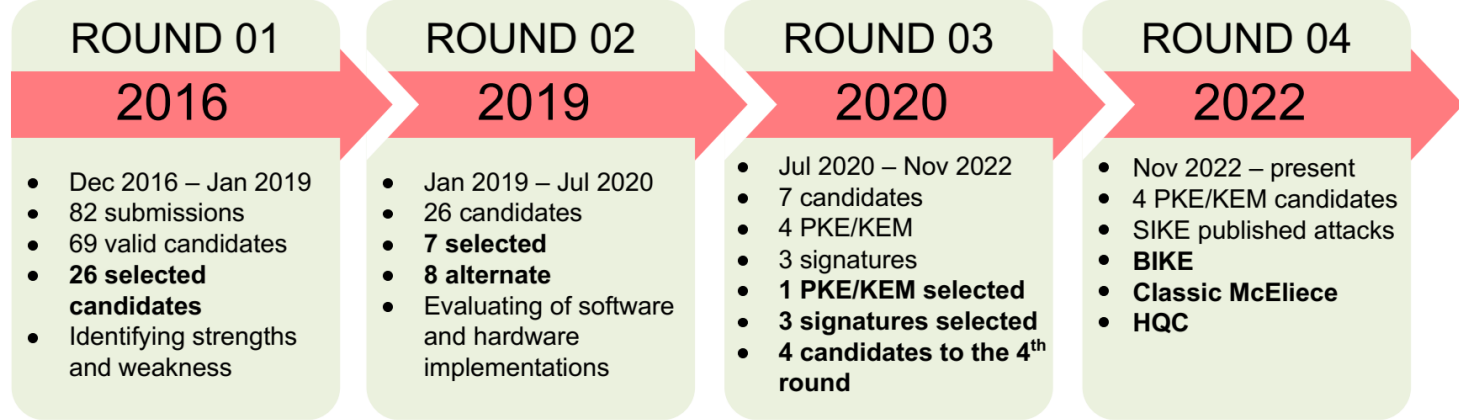 ROUND 01
2016
• Dec 2016 – Jan 2019
• 82 submissions
• 69 valid candidates
• 26 selected
candidates
• Identifying strengths
and weakness
ROUND 02
2019
• Jan 2019 – Jul 2020
• 26 candidates
• 7 selected
• 8 alternate
• Evaluating of software
and hardware
implementations
ROUND 03
2020
• Jul 2020 – Nov 2022
• 7 candidates
• 4 PKE/KEM
• 3 signatures
• 1 PKE/KEM selected
• 3 signatures selected
• 4 candidates to the 4th
round
ROUND 04
2022
• Nov 2022 – present
• 4 PKE/KEM candidates
• SIKE published attacks
• BIKE
• Classic McEliece
• HQC